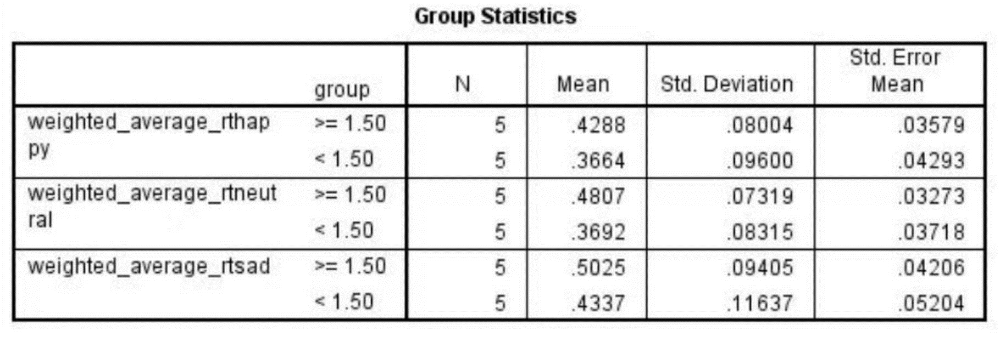 Group Statistics
group N Mean Std. Deviation Std. Error Mean
weighted_average_rthap >= 1.50 5 .4288 .08004 .03579
py < 1.50 5 .3664 .09600 .04293
weighted_average_rtneut >= 1.50 5 .4807 .07319 .03273
ral < 1.50 5 .3692 .08315 .03718
weighted_average_rtsad >= 1.50 5 .5025 .09405 .04206
< 1.50 5 .4337 .11637 .05204